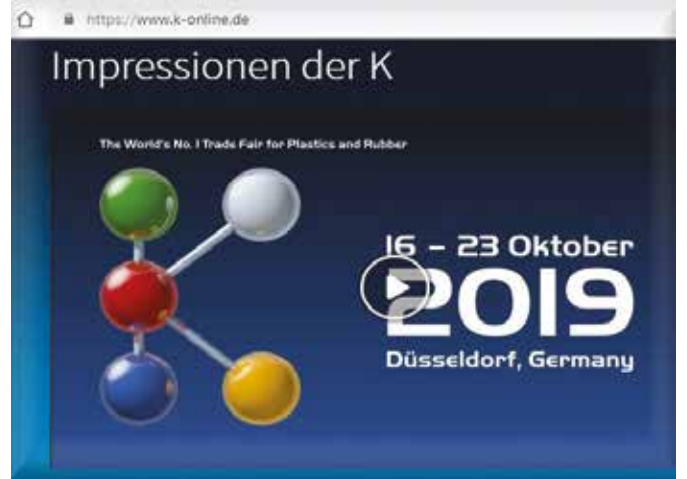 https://www.k-online.de
Impressionen der K
The World's No. 1 Trade Fair for Plastics and Rubber
16 – 23 Oktober
2019
Düsseldorf, Germany